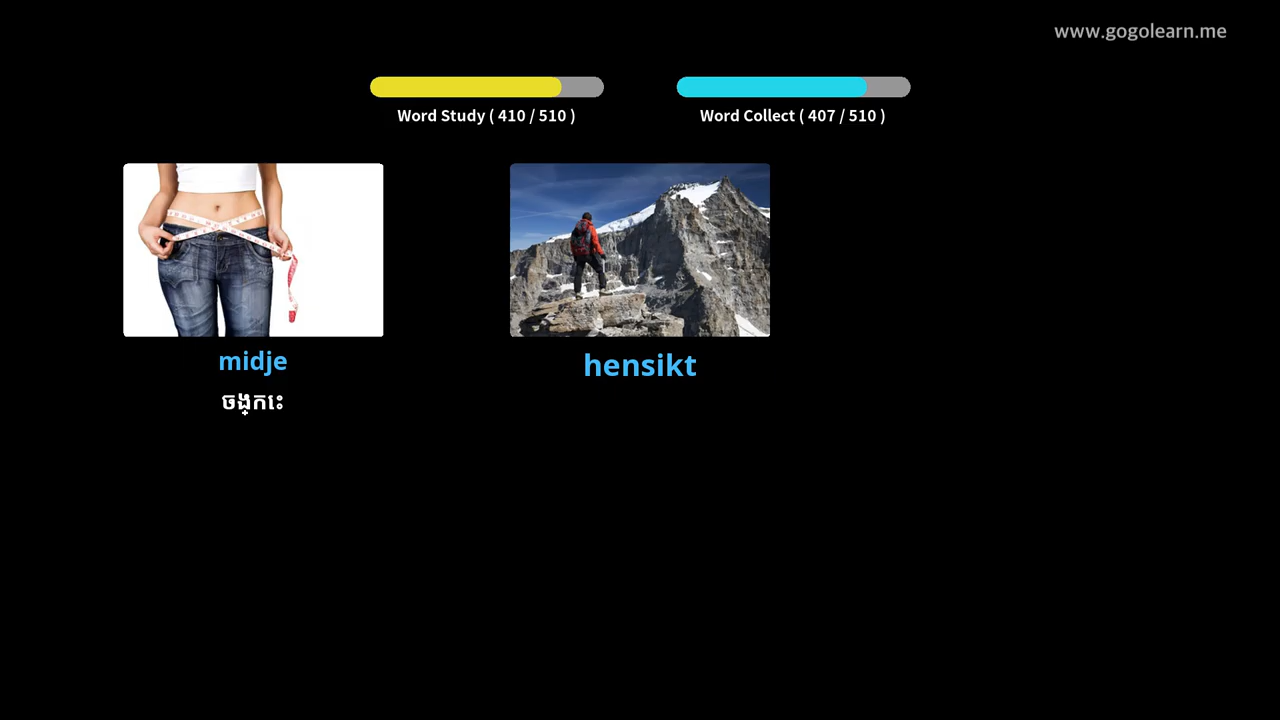 www.gogolearn.me
Word Study ( 410 / 510 )
Word Collect ( 407 / 510 )
midje
hensikt
ចង្កេះ